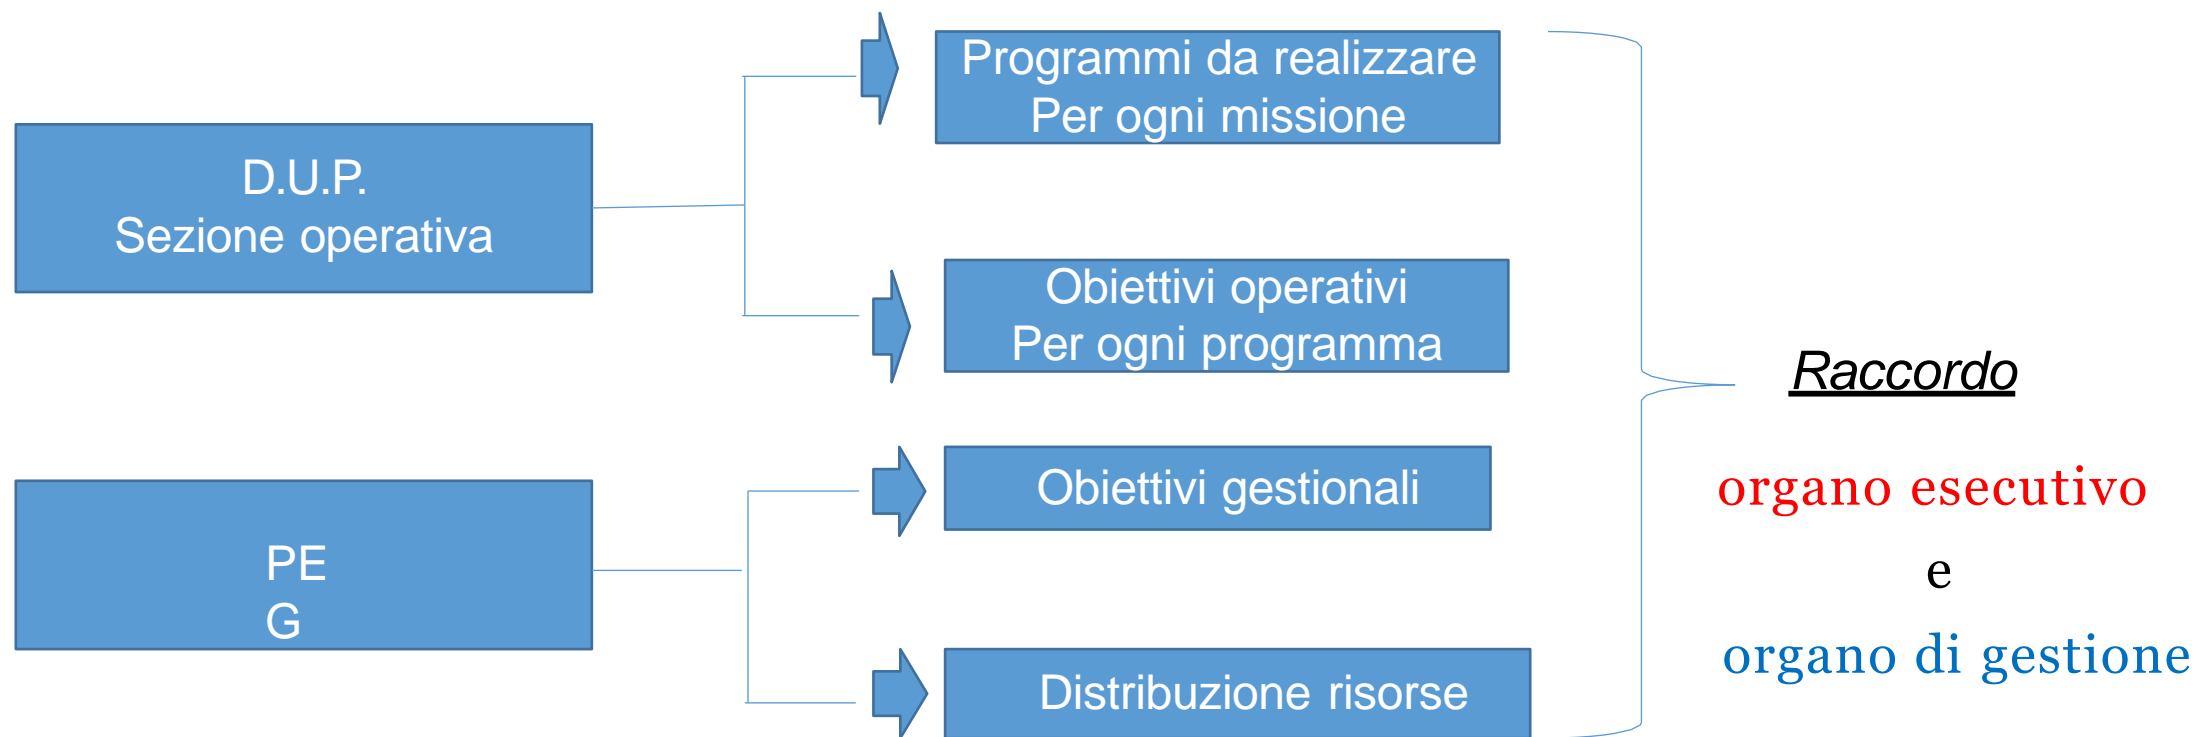 D.U.P.
Sezione operativa
Programmi da realizzare
Per ogni missione
Obiettivi operativi
Per ogni programma
PE
G
Obiettivi gestionali
Distribuzione risorse
Raccordo
organo esecutivo
e
organo di gestione